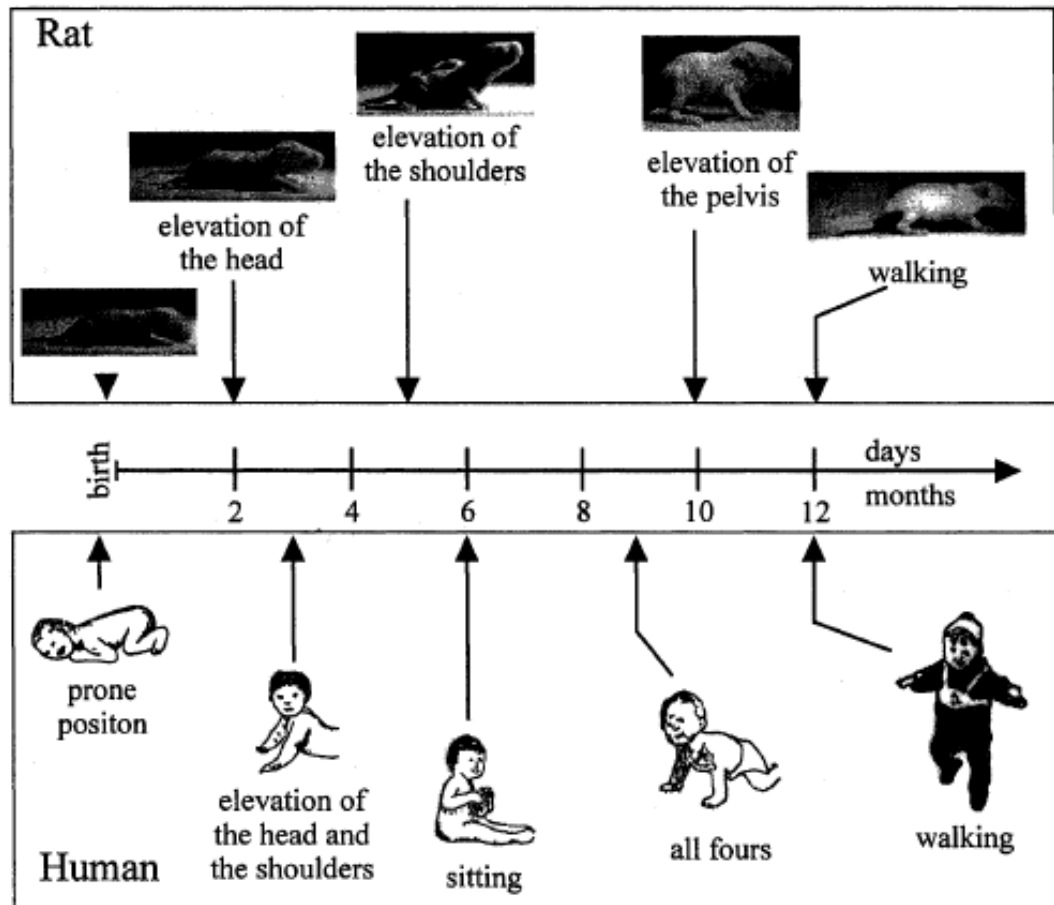 Rat
elevation of
the head
elevation of
the shoulders
elevation of
the pelvis
walking
birth
days
months
2
4
6
8
10
12
prone
positon
elevation of
the head and
the shoulders
sitting
all fours
walking
Human